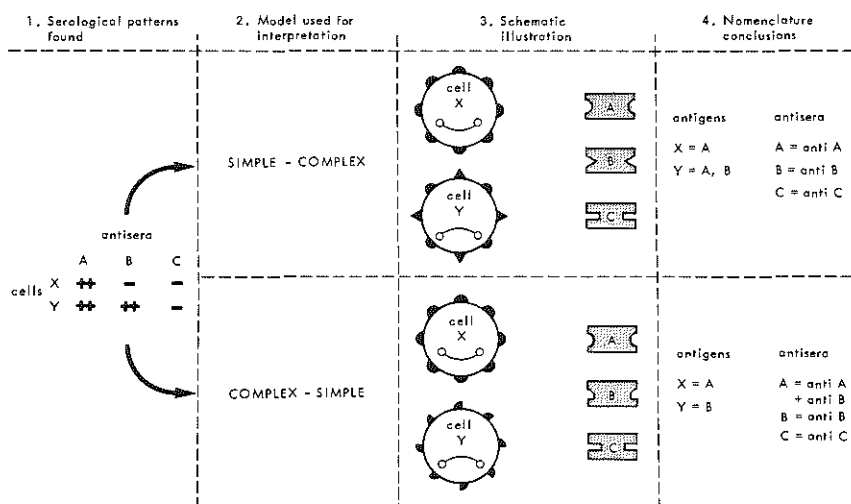 1. Serological patterns found
2. Model used for interpretation
3. Schematic illustration
4. Nomenclature conclusions
antisera
A B C
cells
X ++ - -
Y ++ ++ -
SIMPLE - COMPLEX
cell
X
cell
Y
A
B
C
antigens antisera
X = A A = anti A
Y = A, B B = anti B
C = anti C
COMPLEX - SIMPLE
cell
X
cell
Y
A
B
C
antigens antisera
X = A A = anti A
+ anti B
Y = B B = anti B
C = anti C